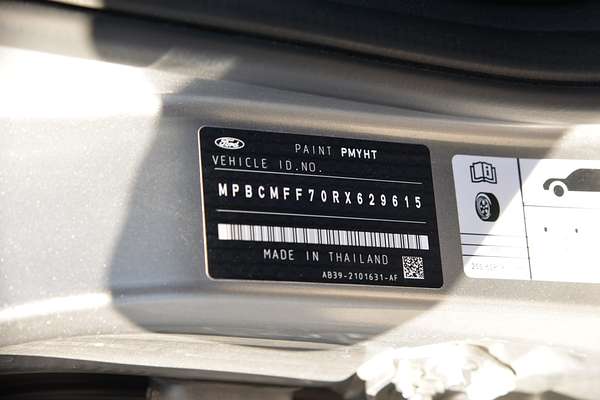 Ford
PAINT PMYHT
VEHICLE ID.NO.
MPBCMFF70RX629615
MADE IN THAILAND
AB39-2101631-AF